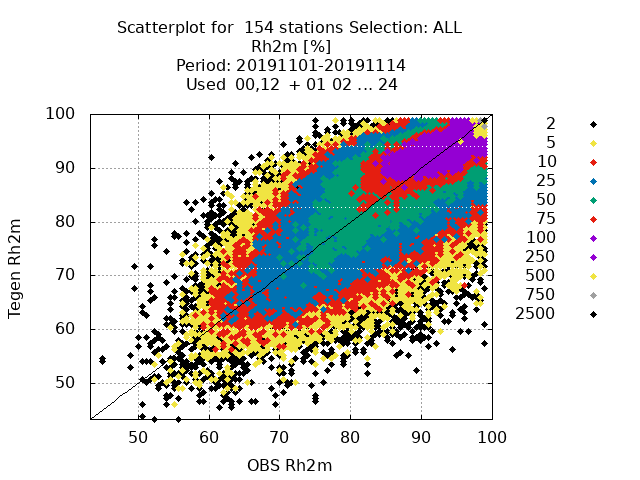 Scatterplot for  154 stations Selection: ALL
Rh2m [%]
Period: 20191101-20191114
Used  00,12  + 01 02 ... 24
Tegen Rh2m
100
90
80
70
60
50
50 60 70 80 90 100
OBS Rh2m
2
5
10
25
50
75
100
250
500
750
2500